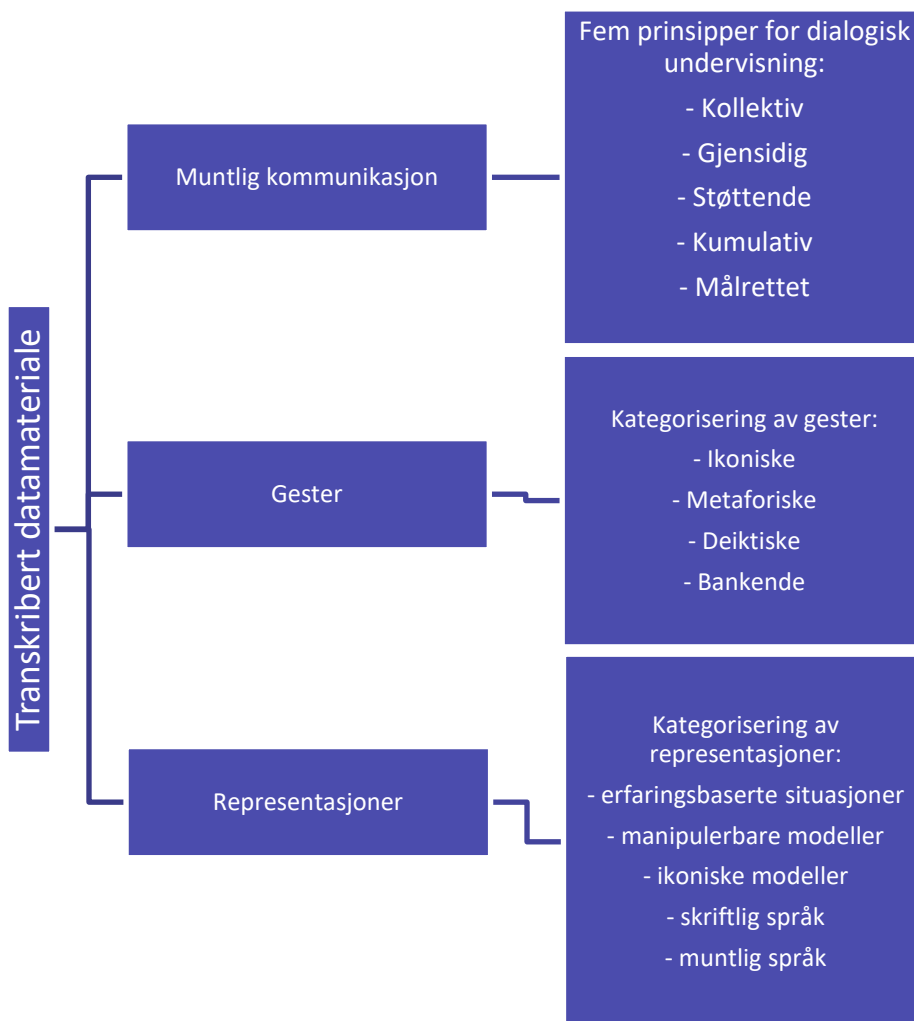 Transkribert datamateriale
Muntlig kommunikasjon
Fem prinsipper for dialogisk
undervisning:
- Kollektiv
- Gjensidig
- Støttende
- Kumulativ
- Målrettet
Gester
Kategorisering av gester:
- Ikoniske
- Metaforiske
- Deiktiske
- Bankende
Representasjoner
Kategorisering av
representasjoner:
- erfaringsbaserte situasjoner
- manipulerbare modeller
- ikoniske modeller
- skriftlig språk
- muntlig språk